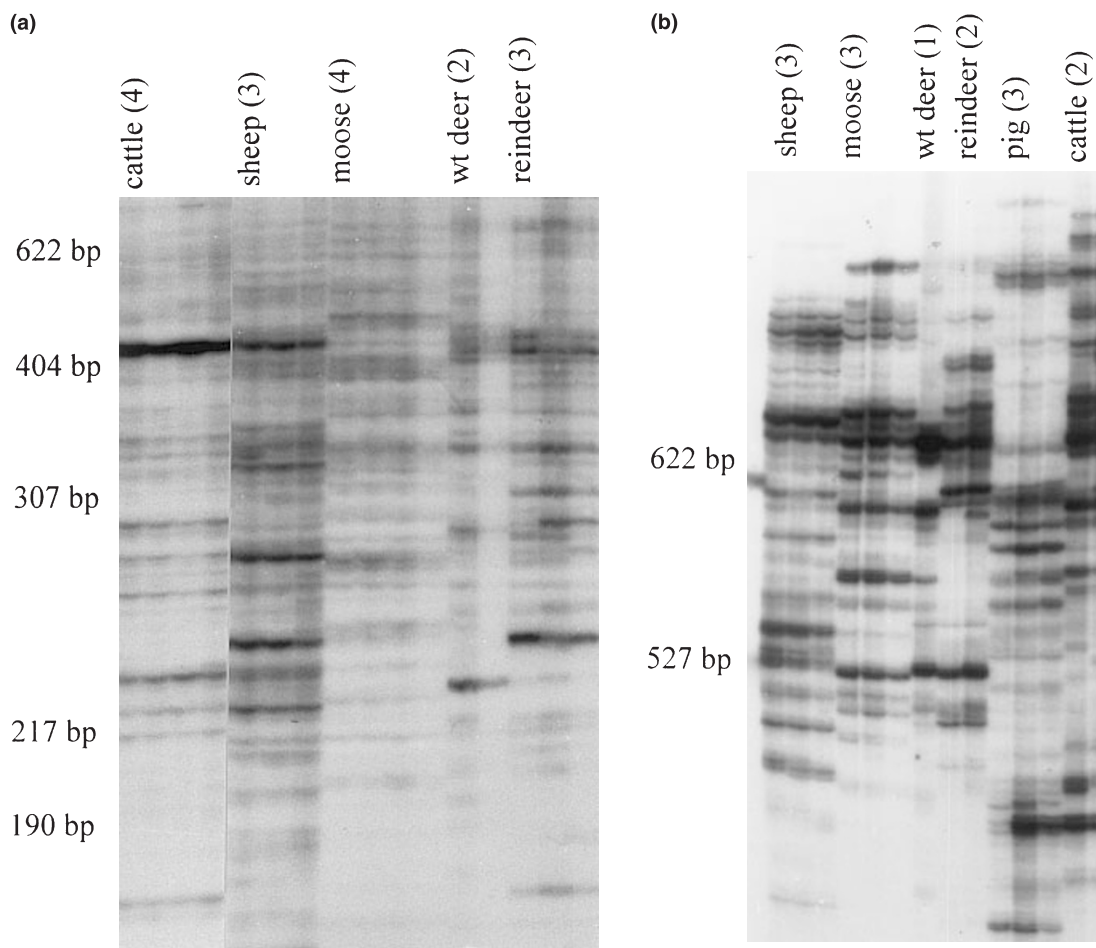 (a)
cattle (4)
sheep (3)
moose (4)
wt deer (2)
reindeer (3)
622 bp
404 bp
307 bp
217 bp
190 bp
(b)
sheep (3)
moose (3)
wt deer (1)
reindeer (2)
pig (3)
cattle (2)
622 bp
527 bp